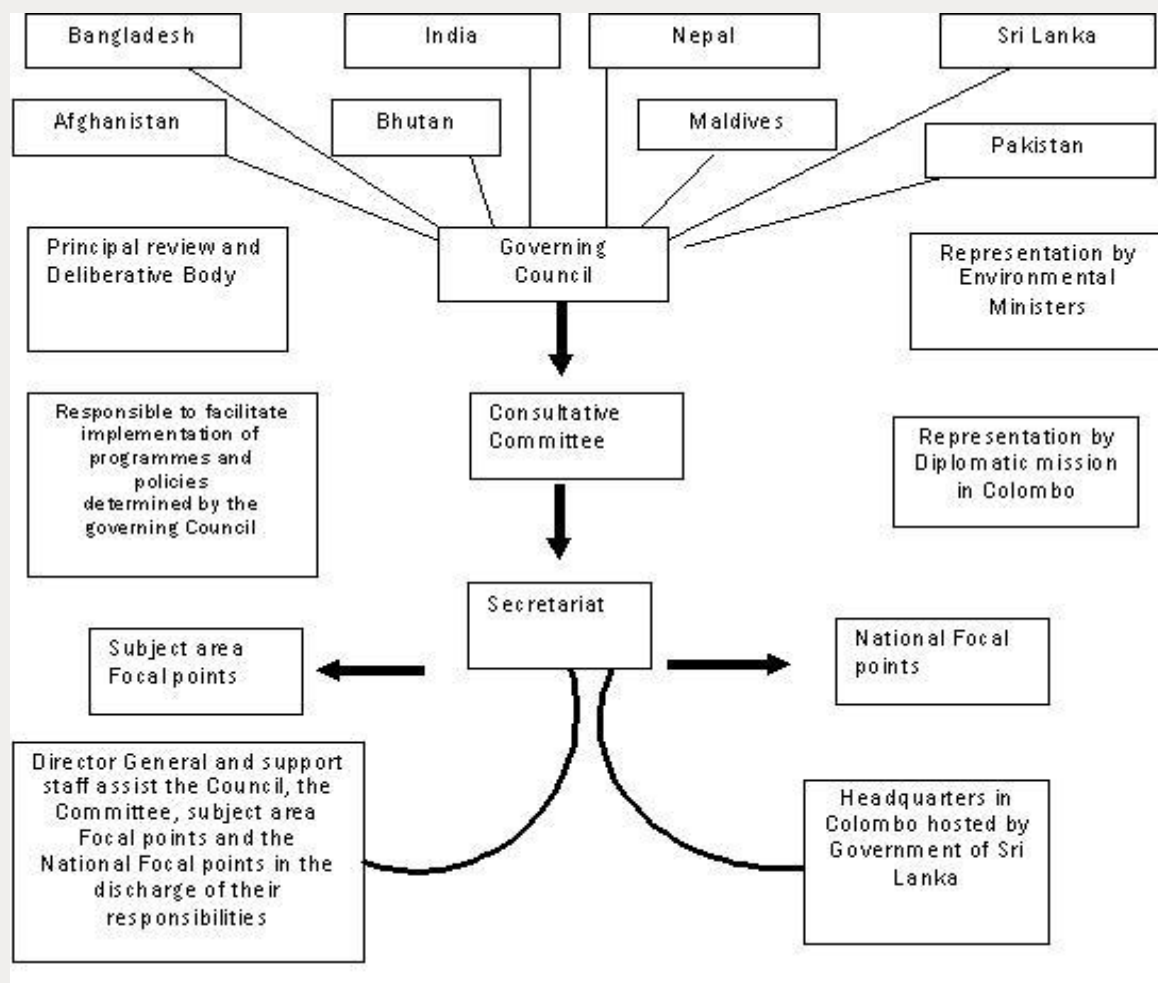 Bangladesh
India
Nepal
Sri Lanka
Afghanistan
Bhutan
Maldives
Pakistan
Governing
Council
Principal review and
Deliberative Body
Representation by
Environmental
Ministers
Responsible to facilitate
implementation of
programmes and
policies
determined by the
governing Council
Consultative
Committee
Representation by
Diplomatic mission
in Colombo
Secretariat
Subject area
Focal points
National Focal
points
Director General and support
staff assist the Council, the
Committee, subject area
Focal points and the
National Focal points in the
discharge of their
responsibilities
Headquarters in
Colombo hosted by
Government of Sri
Lanka